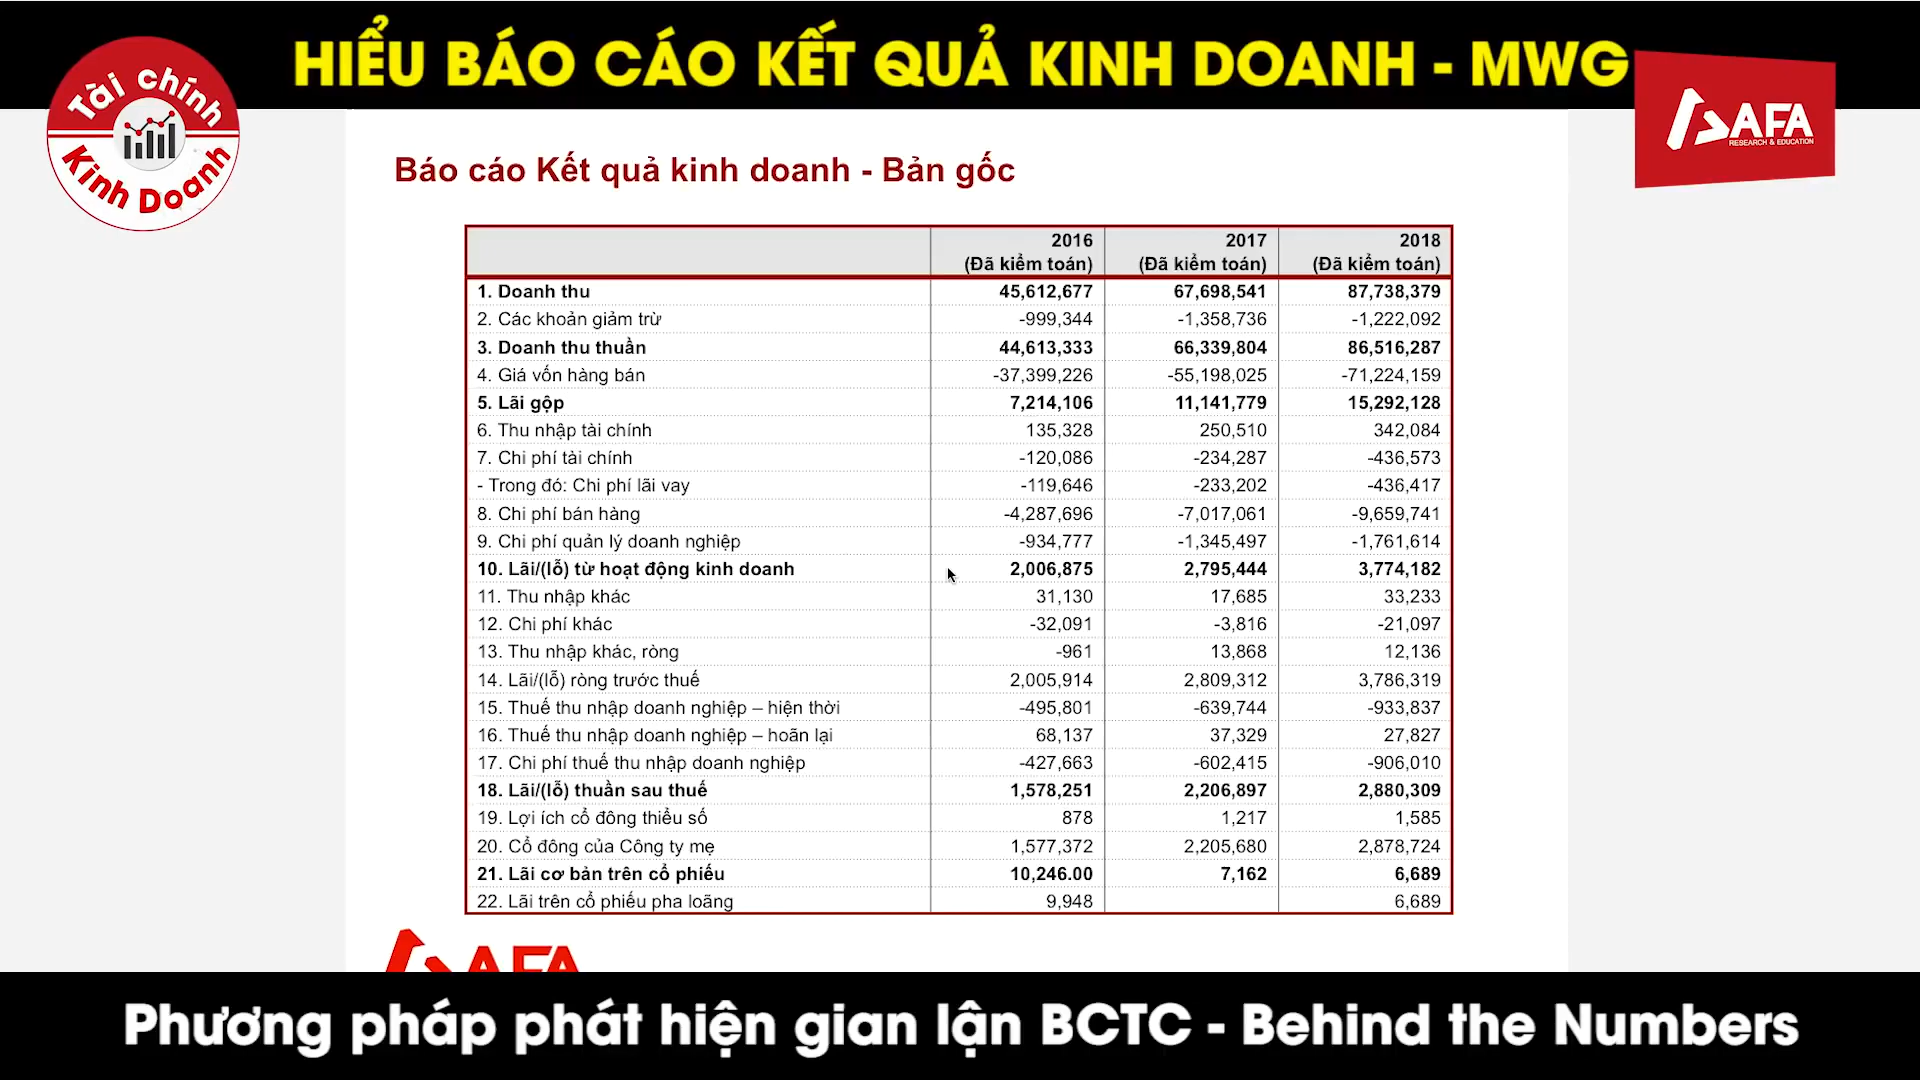 HIỂU BÁO CÁO KẾT QUẢ KINH DOANH - MWG
Tài chính
Kinh Doanh
AFA
RESEARCH & EDUCATION
Báo cáo Kết quả kinh doanh - Bản gốc
2016 2017 2018
(Đã kiểm toán) (Đã kiểm toán) (Đã kiểm toán)
1. Doanh thu 45,612,677 67,698,541 87,738,379
2. Các khoản giảm trừ -999,344 -1,358,736 -1,222,092
3. Doanh thu thuần 44,613,333 66,339,804 86,516,287
4. Giá vốn hàng bán -37,399,226 -55,198,025 -71,224,159
5. Lãi gộp 7,214,106 11,141,779 15,292,128
6. Thu nhập tài chính 135,328 250,510 342,084
7. Chi phí tài chính -120,086 -234,287 -436,573
- Trong đó: Chi phí lãi vay -119,646 -233,202 -436,417
8. Chi phí bán hàng -4,287,696 -7,017,061 -9,659,741
9. Chi phí quản lý doanh nghiệp -934,777 -1,345,497 -1,761,614
10. Lãi/(lỗ) từ hoạt động kinh doanh 2,006,875 2,795,444 3,774,182
11. Thu nhập khác 31,130 17,685 33,233
12. Chi phí khác -32,091 -3,816 -21,097
13. Thu nhập khác, ròng -961 13,868 12,136
14. Lãi/(lỗ) ròng trước thuế 2,005,914 2,809,312 3,786,319
15. Thuế thu nhập doanh nghiệp – hiện thời -495,801 -639,744 -933,837
16. Thuế thu nhập doanh nghiệp – hoãn lại 68,137 37,329 27,827
17. Chi phí thuế thu nhập doanh nghiệp -427,663 -602,415 -906,010
18. Lãi/(lỗ) thuần sau thuế 1,578,251 2,206,897 2,880,309
19. Lợi ích cổ đông thiểu số 878 1,217 1,585
20. Cổ đông của Công ty mẹ 1,577,372 2,205,680 2,878,724
21. Lãi cơ bản trên cổ phiếu 10,246.00 7,162 6,689
22. Lãi trên cổ phiếu pha loãng 9,948 6,689
AFA
Phương pháp phát hiện gian lận BCTC - Behind the Numbers